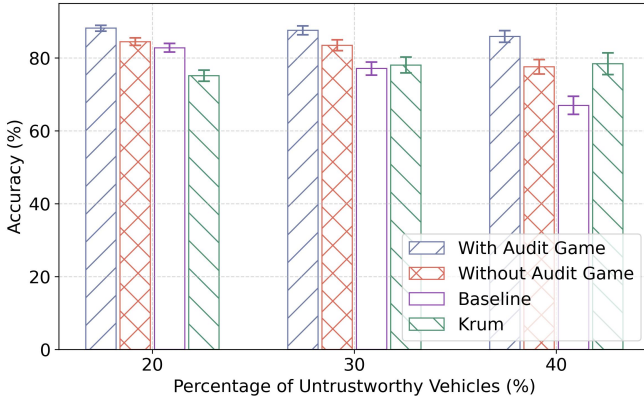 Accuracy (%)
80
60
40
20
0
With Audit Game
Without Audit Game
Baseline
Krum
20 30 40
Percentage of Untrustworthy Vehicles (%)